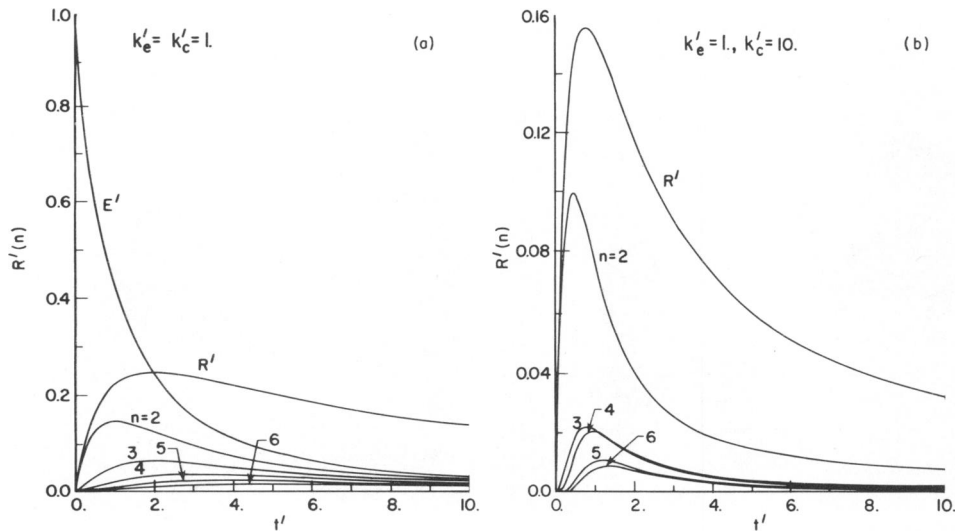 k'e = k'c = 1. (a)
1.0
0.8
0.6
0.4
0.2
0.0
R'(n)
E'
R'
n=2
3
4
5
6
0. 2. 4. 6. 8. 10.
t'
k'e = 1., k'c = 10. (b)
0.16
0.12
0.08
0.04
0.00
R'(n)
R'
n=2
3
4
5
6
0. 2. 4. 6. 8. 10.
t'